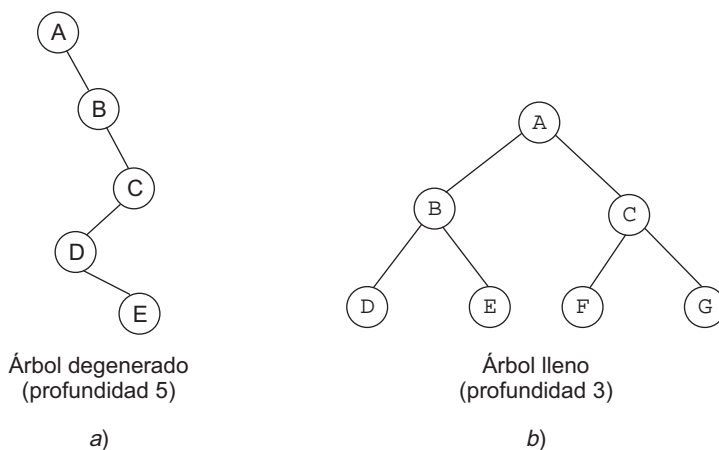 A
B
C
D
E
Árbol degenerado
(profundidad 5)
a)
A
B
C
D
E
F
G
Árbol lleno
(profundidad 3)
b)